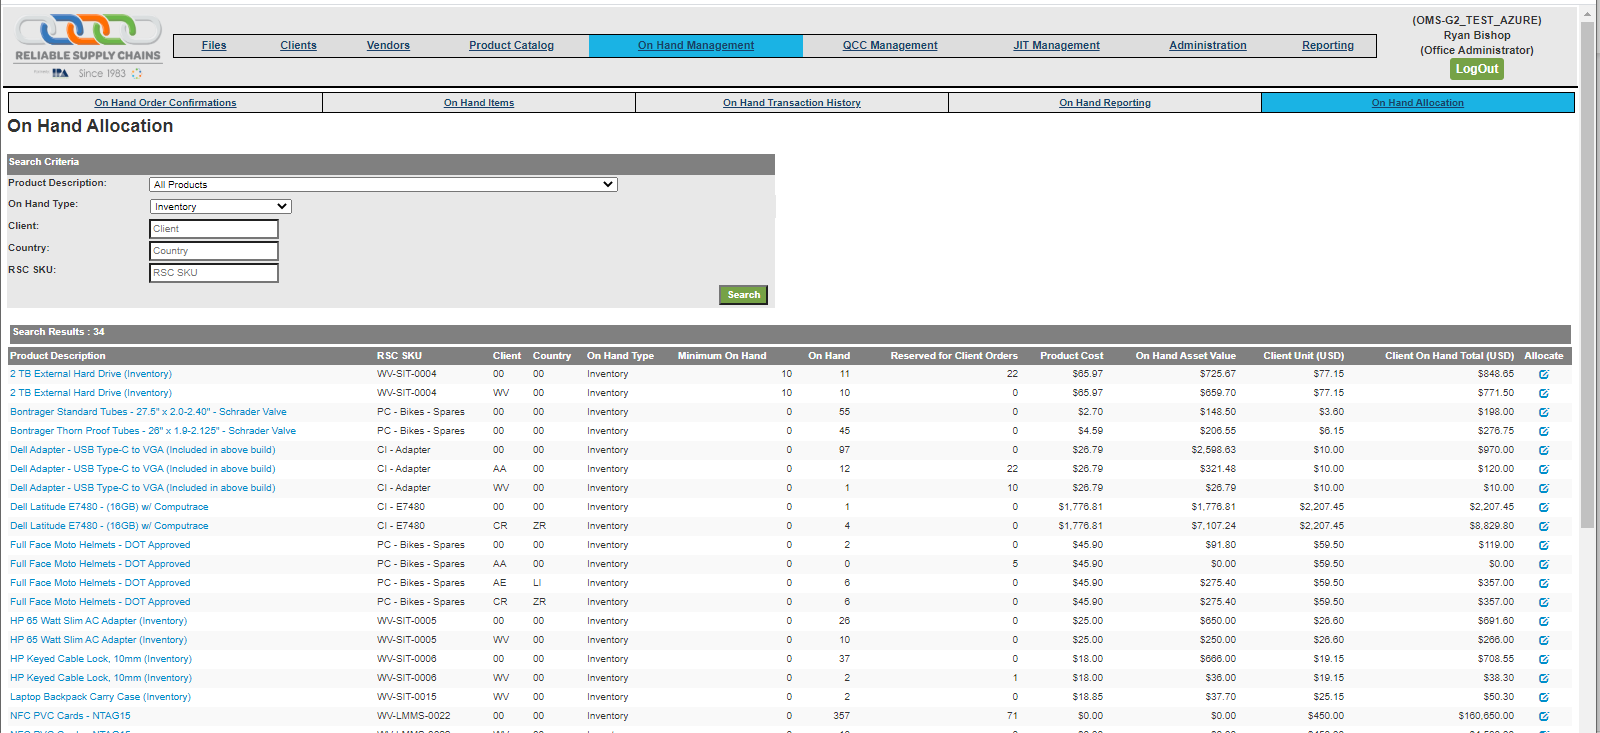 RELIABLE SUPPLY CHAINS
IPA Since 1983
Files Clients Vendors Product Catalog On Hand Management QCC Management JIT Management Administration Reporting
(OMS-G2_TEST_AZURE)
Ryan Bishop
(Office Administrator)
LogOut
On Hand Order Confirmations On Hand Items On Hand Transaction History On Hand Reporting On Hand Allocation
On Hand Allocation
Search Criteria
Product Description: All Products
On Hand Type: Inventory
Client: Client
Country: Country
RSC SKU: RSC SKU
Search
Search Results : 34
Product Description RSC SKU Client Country On Hand Type Minimum On Hand On Hand Reserved for Client Orders Product Cost On Hand Asset Value Client Unit (USD) Client On Hand Total (USD) Allocate
2 TB External Hard Drive (Inventory) WV-SIT-0004 00 00 Inventory 10 11 22 $65.97 $725.67 $77.15 $848.65
2 TB External Hard Drive (Inventory) WV-SIT-0004 WV 00 Inventory 10 10 0 $65.97 $659.70 $77.15 $771.50
Bontrager Standard Tubes - 27.5" x 2.0-2.40" - Schrader Valve PC - Bikes - Spares 00 00 Inventory 0 55 0 $2.70 $148.50 $3.60 $198.00
Bontrager Thorn Proof Tubes - 26" x 1.9-2.125" - Schrader Valve PC - Bikes - Spares 00 00 Inventory 0 45 0 $4.59 $206.55 $6.15 $276.75
Dell Adapter - USB Type-C to VGA (Included in above build) CI - Adapter 00 00 Inventory 0 97 0 $26.79 $2,598.63 $10.00 $970.00
Dell Adapter - USB Type-C to VGA (Included in above build) CI - Adapter AA 00 Inventory 0 12 22 $26.79 $321.48 $10.00 $120.00
Dell Adapter - USB Type-C to VGA (Included in above build) CI - Adapter WV 00 Inventory 0 1 10 $26.79 $26.79 $10.00 $10.00
Dell Latitude E7480 - (16GB) w/ Computrace CI - E7480 00 00 Inventory 0 1 0 $1,776.81 $1,776.81 $2,207.45 $2,207.45
Dell Latitude E7480 - (16GB) w/ Computrace CI - E7480 CR ZR Inventory 0 4 0 $1,776.81 $7,107.24 $2,207.45 $8,829.80
Full Face Moto Helmets - DOT Approved PC - Bikes - Spares 00 00 Inventory 0 2 0 $45.90 $91.80 $59.50 $119.00
Full Face Moto Helmets - DOT Approved PC - Bikes - Spares AA 00 Inventory 0 0 5 $45.90 $0.00 $59.50 $0.00
Full Face Moto Helmets - DOT Approved PC - Bikes - Spares AE LI Inventory 0 6 0 $45.90 $275.40 $59.50 $357.00
Full Face Moto Helmets - DOT Approved PC - Bikes - Spares CR ZR Inventory 0 6 0 $45.90 $275.40 $59.50 $357.00
HP 65 Watt Slim AC Adapter (Inventory) WV-SIT-0005 00 00 Inventory 0 26 0 $25.00 $650.00 $26.60 $691.60
HP 65 Watt Slim AC Adapter (Inventory) WV-SIT-0005 WV 00 Inventory 0 10 0 $25.00 $250.00 $26.60 $266.00
HP Keyed Cable Lock, 10mm (Inventory) WV-SIT-0006 00 00 Inventory 0 37 0 $18.00 $666.00 $19.15 $708.55
HP Keyed Cable Lock, 10mm (Inventory) WV-SIT-0006 WV 00 Inventory 0 2 1 $18.00 $36.00 $19.15 $38.30
Laptop Backpack Carry Case (Inventory) WV-SIT-0015 WV 00 Inventory 0 2 0 $18.85 $37.70 $25.15 $50.30
NFC PVC Cards - NTAG15 WV-LMMS-0022 00 00 Inventory 0 357 71 $0.00 $0.00 $450.00 $160,650.00